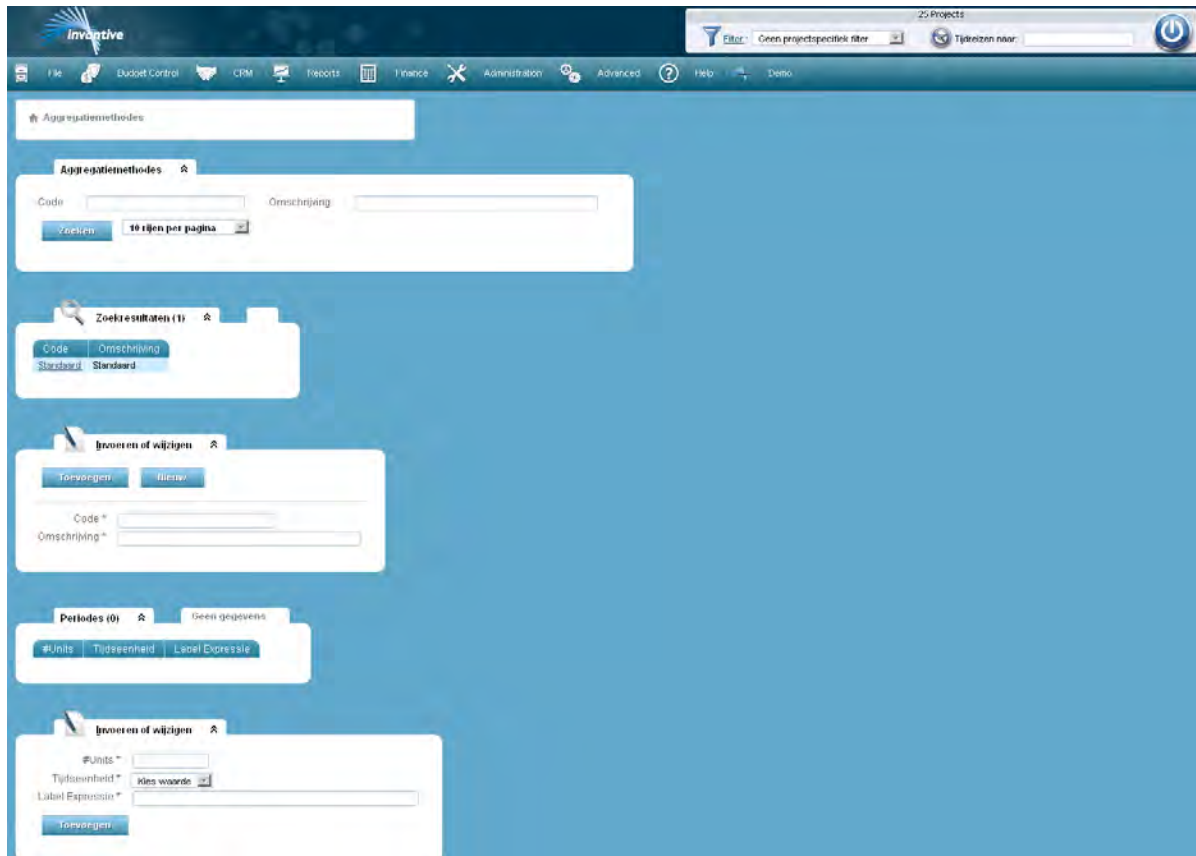 invantive
25 Projects
Filter: Geen projectspecifiek filter Tijdreizen naar:
File Budget Control CRM Reports Finance Administration Advanced Help Demo
Aggregatiemethodes
Aggregatiemethodes
Code Omschrijving
Zoeken 10 rijen per pagina
Zoekresultaten (1)
Code Omschrijving
Standaard Standaard
Invoeren of wijzigen
Toevoegen Nieuw
Code *
Omschrijving *
Periodes (0) Geen gegevens
#Units Tijdseenheid Label Expressie
Invoeren of wijzigen
#Units *
Tijdseenheid * Kies waarde
Label Expressie *
Toevoegen